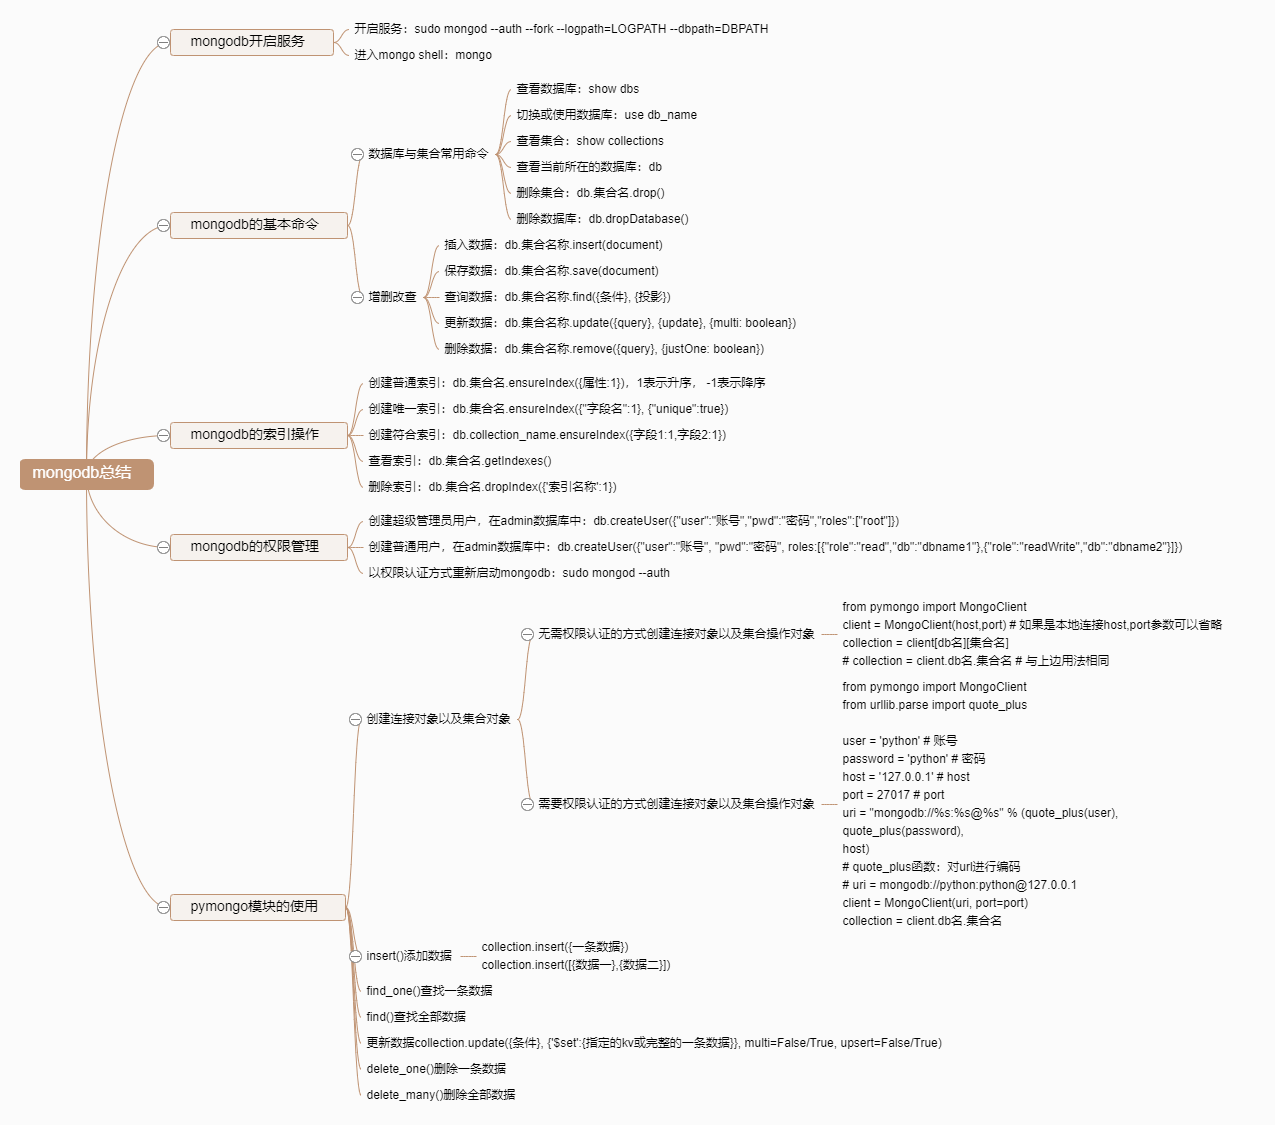 mongodb总结
mongodb开启服务
开启服务：sudo mongod --auth --fork --logpath=LOGPATH --dbpath=DBPATH
进入mongo shell：mongo
mongodb的基本命令
数据库与集合常用命令
查看数据库：show dbs
切换或使用数据库：use db_name
查看集合：show collections
查看当前所在的数据库：db
删除集合：db.集合名.drop()
删除数据库：db.dropDatabase()
增删改查
插入数据：db.集合名称.insert(document)
保存数据：db.集合名称.save(document)
查询数据：db.集合名称.find({条件}, {投影})
更新数据：db.集合名称.update({query}, {update}, {multi: boolean})
删除数据：db.集合名称.remove({query}, {justOne: boolean})
mongodb的索引操作
创建普通索引：db.集合名.ensureIndex({属性:1})，1表示升序， -1表示降序
创建唯一索引：db.集合名.ensureIndex({"字段名":1}, {"unique":true})
创建符合索引：db.collection_name.ensureIndex({字段1:1,字段2:1})
查看索引：db.集合名.getIndexes()
删除索引：db.集合名.dropIndex({'索引名称':1})
mongodb的权限管理
创建超级管理员用户，在admin数据库中：db.createUser({"user":"账号","pwd":"密码","roles":["root"]})
创建普通用户，在admin数据库中：db.createUser({"user":"账号", "pwd":"密码", roles:[{"role":"read","db":"dbname1"},{"role":"readWrite","db":"dbname2"}]})
以权限认证方式重新启动mongodb：sudo mongod --auth
pymongo模块的使用
创建连接对象以及集合对象
无需权限认证的方式创建连接对象以及集合操作对象
from pymongo import MongoClient
client = MongoClient(host,port) # 如果是本地连接host,port参数可以省略
collection = client[db名][集合名]
# collection = client.db名.集合名 # 与上边用法相同
需要权限认证的方式创建连接对象以及集合操作对象
from pymongo import MongoClient
from urllib.parse import quote_plus
user = 'python' # 账号
password = 'python' # 密码
host = '127.0.0.1' # host
port = 27017 # port
uri = "mongodb://%s:%s@%s" % (quote_plus(user),
quote_plus(password),
host)
# quote_plus函数：对url进行编码
# uri = mongodb://python:python@127.0.0.1
client = MongoClient(uri, port=port)
collection = client.db名.集合名
insert()添加数据
collection.insert({一条数据})
collection.insert([{数据一},{数据二}])
find_one()查找一条数据
find()查找全部数据
更新数据collection.update({条件}, {'$set':{指定的kv或完整的一条数据}}, multi=False/True, upsert=False/True)
delete_one()删除一条数据
delete_many()删除全部数据